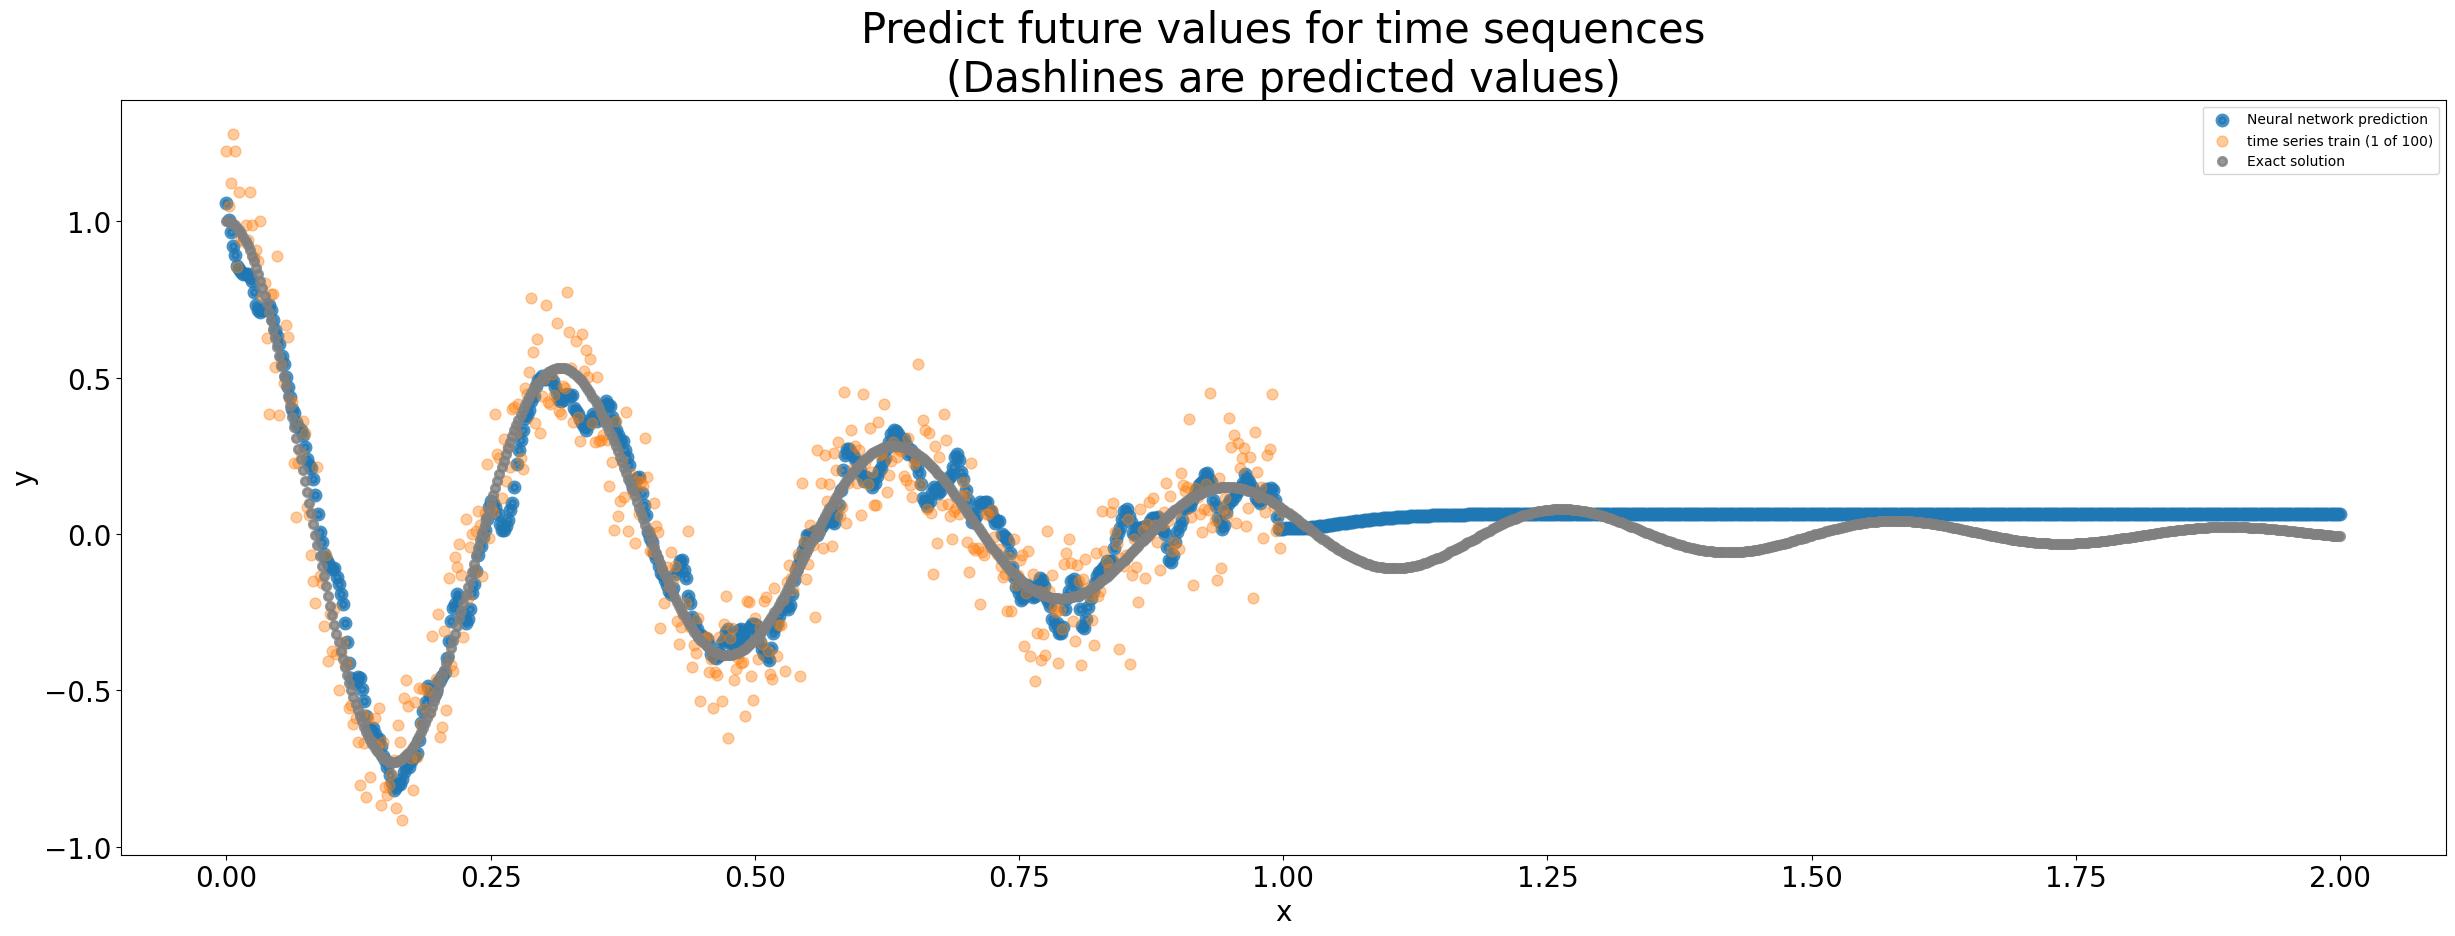 Predict future values for time sequences
(Dashlines are predicted values)
Neural network prediction
time series train (1 of 100)
Exact solution
1.0
0.5
0.0
−0.5
−1.0
y
0.00 0.25 0.50 0.75 1.00 1.25 1.50 1.75 2.00
x